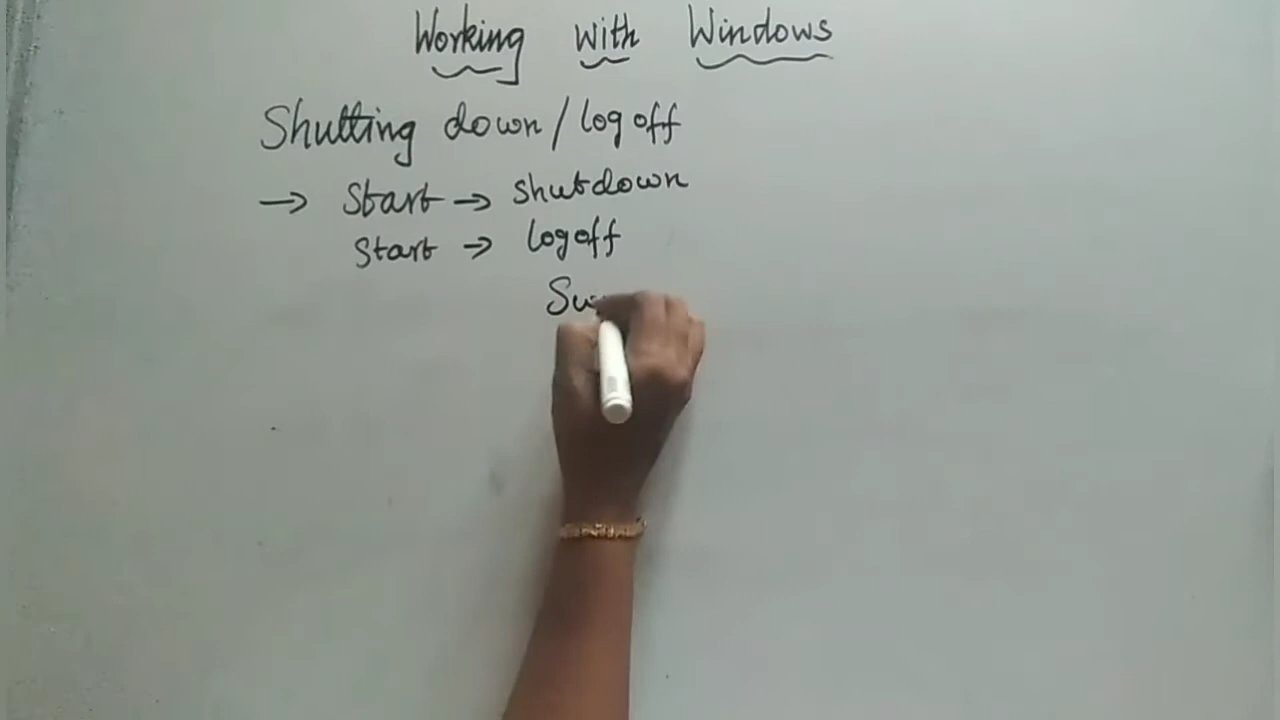 Working with Windows
Shutting down / log off
→ Start → shutdown
Start → logoff